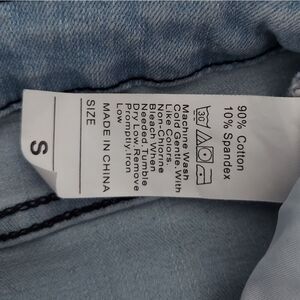 90% Cotton
10% spandex
30°
Machine Wash
Cold Gentle. With
Like Colors.
Non-Chlorine
Bleach When
Needed. Tumble
Dry Low. Remove
Promptly. Iron
Low
MADE IN CHINA
SIZE
S